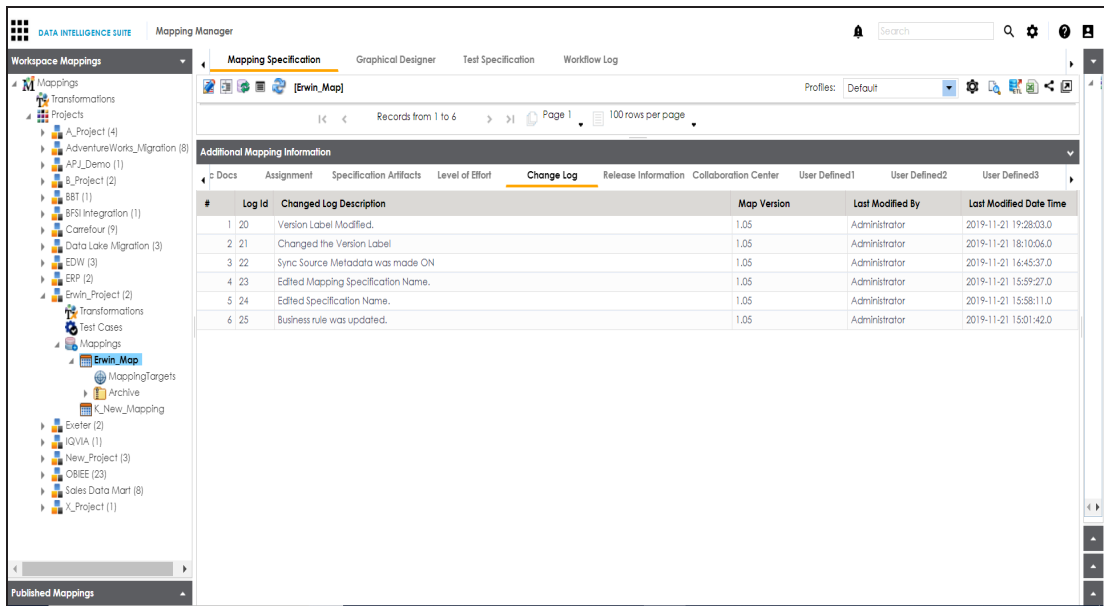 DATA INTELLIGENCE SUITE Mapping Manager Search
Workspace Mappings
Mappings
Transformations
Projects
A_Project (4)
AdventureWorks_Migration (8)
APJ_Demo (1)
B_Project (2)
BBT (1)
BFSI Integration (1)
Carrefour (9)
Data Lake Migration (3)
EDW (3)
ERP (2)
Erwin_Project (2)
Transformations
Test Cases
Mappings
Erwin_Map
MappingTargets
Archive
K_New_Mapping
Exeter (2)
IQVIA (1)
New_Project (3)
OBIEE (23)
Sales Data Mart (8)
X_Project (1)
Published Mappings
Mapping Specification Graphical Designer Test Specification Workflow Log
[Erwin_Map] Profiles: Default
Records from 1 to 6 Page 1 100 rows per page
Additional Mapping Information
c Docs Assignment Specification Artifacts Level of Effort Change Log Release Information Collaboration Center User Defined1 User Defined2 User Defined3
# Log Id Changed Log Description Map Version Last Modified By Last Modified Date Time
1 20 Version Label Modified. 1.05 Administrator 2019-11-21 19:28:03.0
2 21 Changed the Version Label 1.05 Administrator 2019-11-21 18:10:06.0
3 22 Sync Source Metadata was made ON 1.05 Administrator 2019-11-21 16:45:37.0
4 23 Edited Mapping Specification Name. 1.05 Administrator 2019-11-21 15:59:27.0
5 24 Edited Specification Name. 1.05 Administrator 2019-11-21 15:58:11.0
6 25 Business rule was updated. 1.05 Administrator 2019-11-21 15:01:42.0